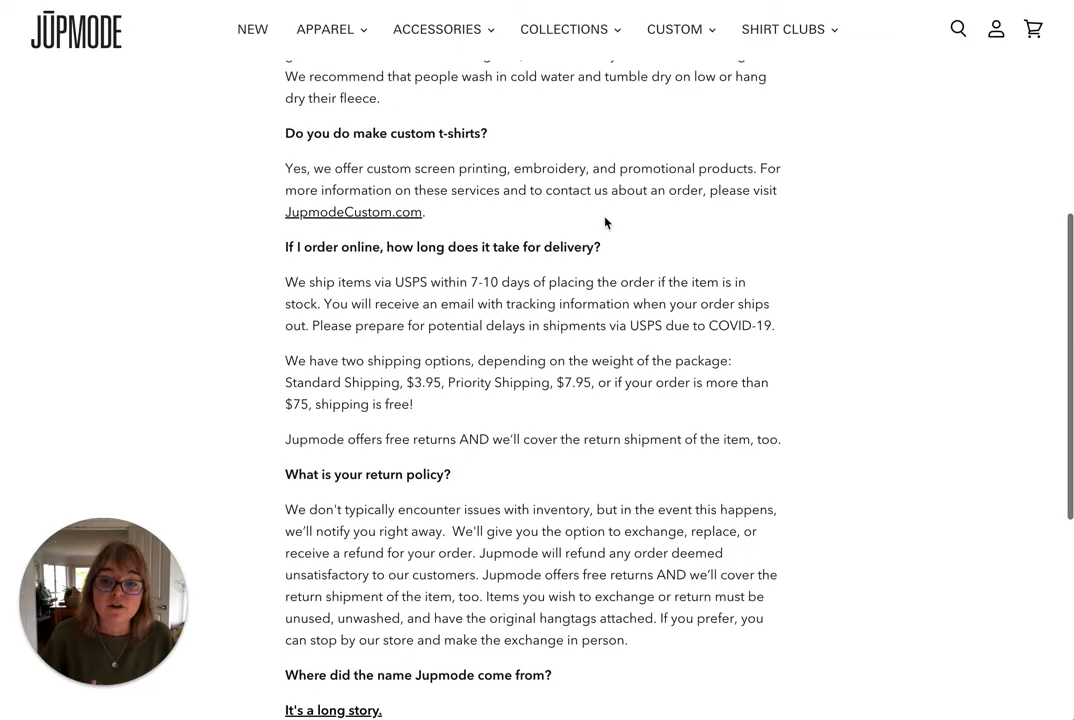 JŪPMODE
NEW APPAREL ACCESSORIES COLLECTIONS CUSTOM SHIRT CLUBS
We recommend that people wash in cold water and tumble dry on low or hang
dry their fleece.
Do you do make custom t-shirts?
Yes, we offer custom screen printing, embroidery, and promotional products. For
more information on these services and to contact us about an order, please visit
JupmodeCustom.com.
If I order online, how long does it take for delivery?
We ship items via USPS within 7-10 days of placing the order if the item is in
stock. You will receive an email with tracking information when your order ships
out. Please prepare for potential delays in shipments via USPS due to COVID-19.
We have two shipping options, depending on the weight of the package:
Standard Shipping, $3.95, Priority Shipping, $7.95, or if your order is more than
$75, shipping is free!
Jupmode offers free returns AND we’ll cover the return shipment of the item, too.
What is your return policy?
We don't typically encounter issues with inventory, but in the event this happens,
we’ll notify you right away.  We'll give you the option to exchange, replace, or
receive a refund for your order. Jupmode will refund any order deemed
unsatisfactory to our customers. Jupmode offers free returns AND we’ll cover the
return shipment of the item, too. Items you wish to exchange or return must be
unused, unwashed, and have the original hangtags attached. If you prefer, you
can stop by our store and make the exchange in person.
Where did the name Jupmode come from?
It's a long story.